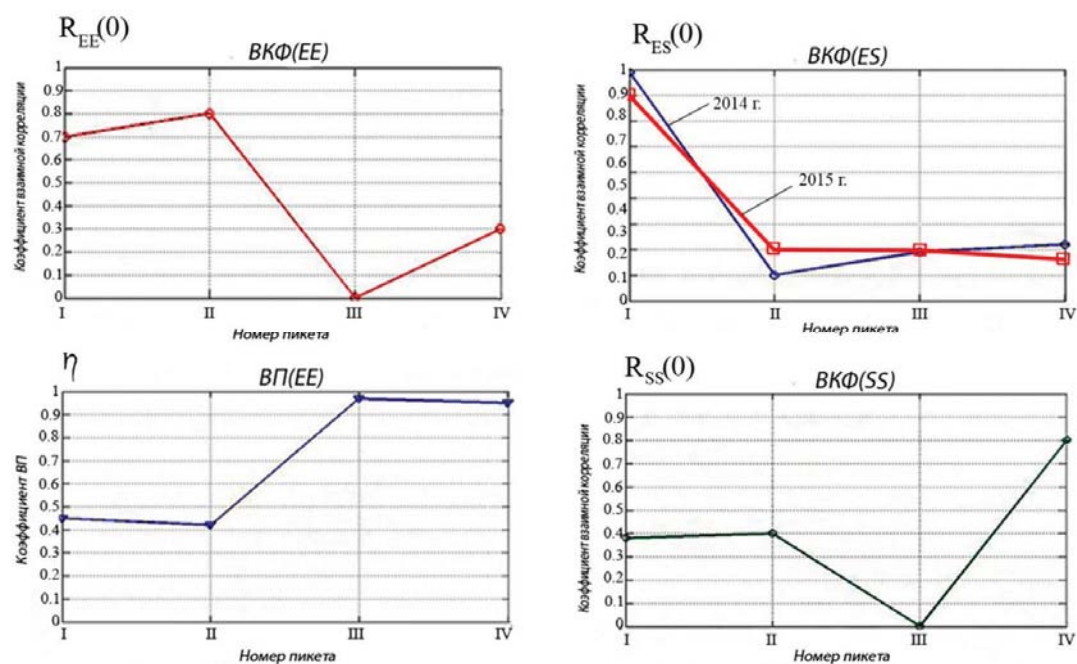 R_EE(0)
ВКФ(EE)
Коэффициент взаимной корреляции
1
0.9
0.8
0.7
0.6
0.5
0.4
0.3
0.2
0.1
0
I II III IV
Номер пикета
R_ES(0)
ВКФ(ES)
Коэффициент взаимной корреляции
1
0.9
0.8
0.7
0.6
0.5
0.4
0.3
0.2
0.1
0
2014 г.
2015 г.
I II III IV
Номер пикета
η
ВП(EE)
Коэффициент ВП
1
0.9
0.8
0.7
0.6
0.5
0.4
0.3
0.2
0.1
0
I II III IV
Номер пикета
R_SS(0)
ВКФ(SS)
Коэффициент взаимной корреляции
1
0.9
0.8
0.7
0.6
0.5
0.4
0.3
0.2
0.1
0
I II III IV
Номер пикета